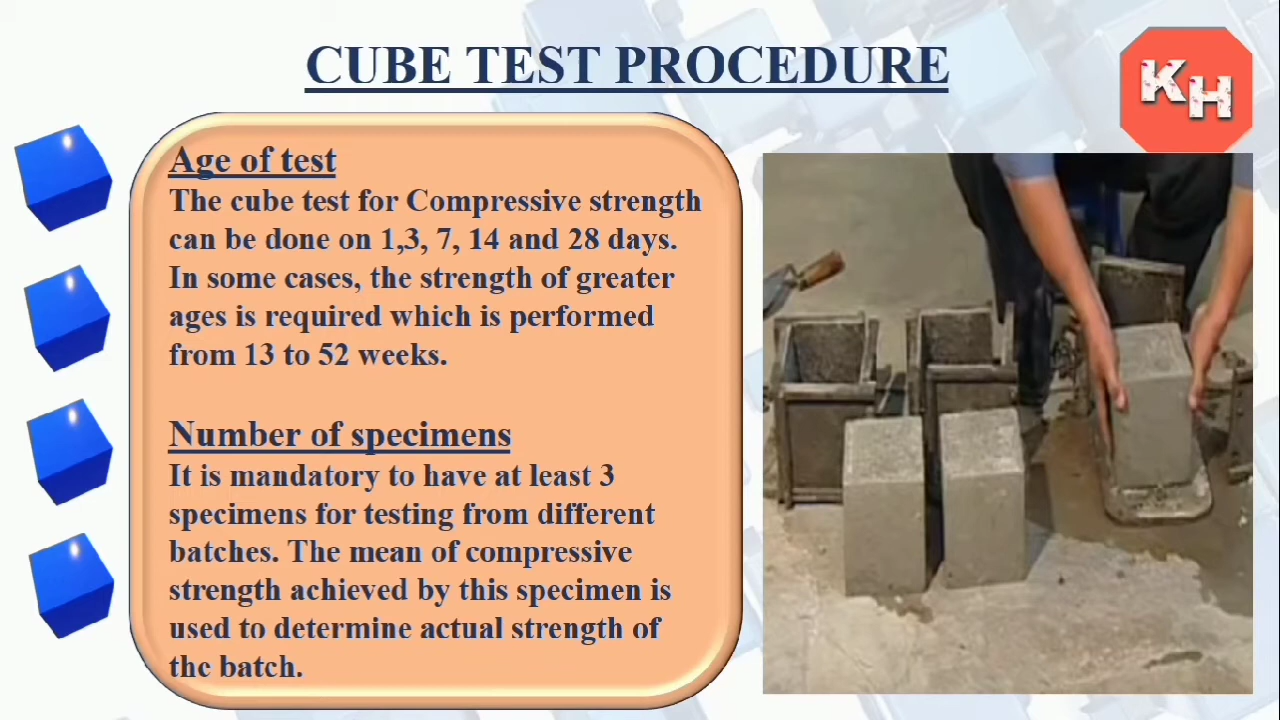 CUBE TEST PROCEDURE
KH
Age of test
The cube test for Compressive strength
can be done on 1,3, 7, 14 and 28 days.
In some cases, the strength of greater
ages is required which is performed
from 13 to 52 weeks.
Number of specimens
It is mandatory to have at least 3
specimens for testing from different
batches. The mean of compressive
strength achieved by this specimen is
used to determine actual strength of
the batch.